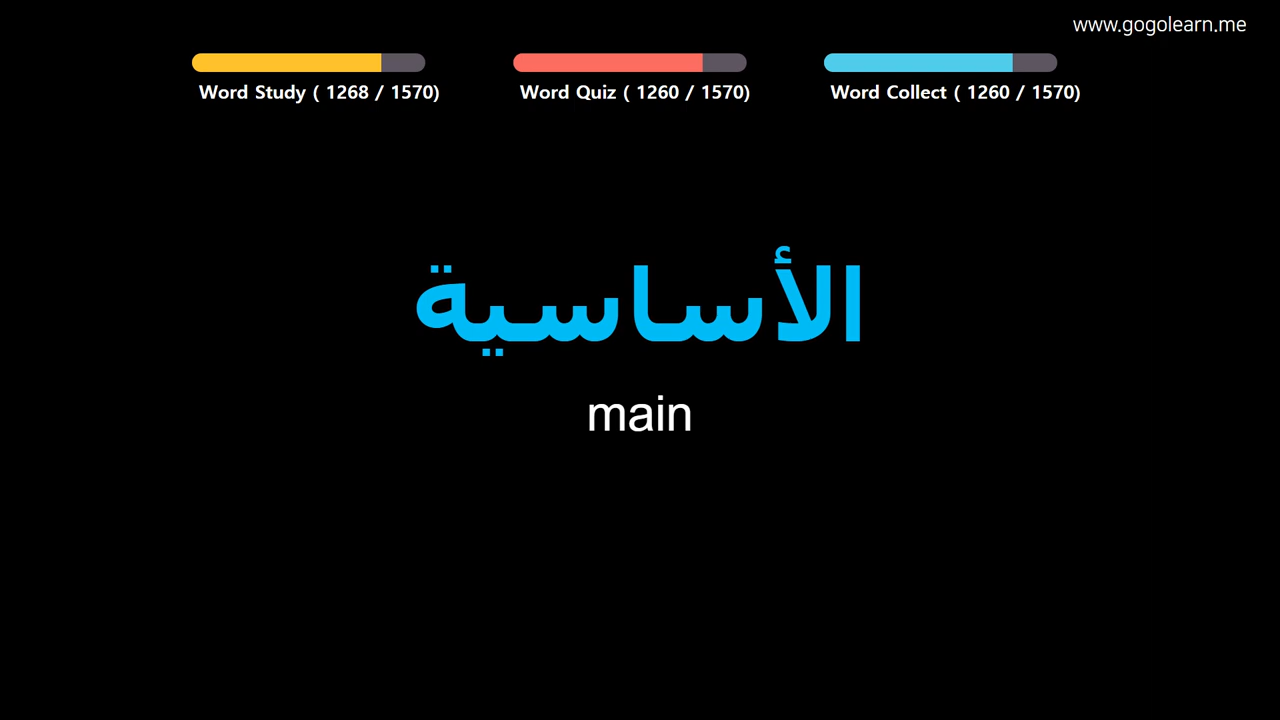 www.gogolearn.me
Word Study ( 1268 / 1570)
Word Quiz ( 1260 / 1570)
Word Collect ( 1260 / 1570)
الأساسية
main